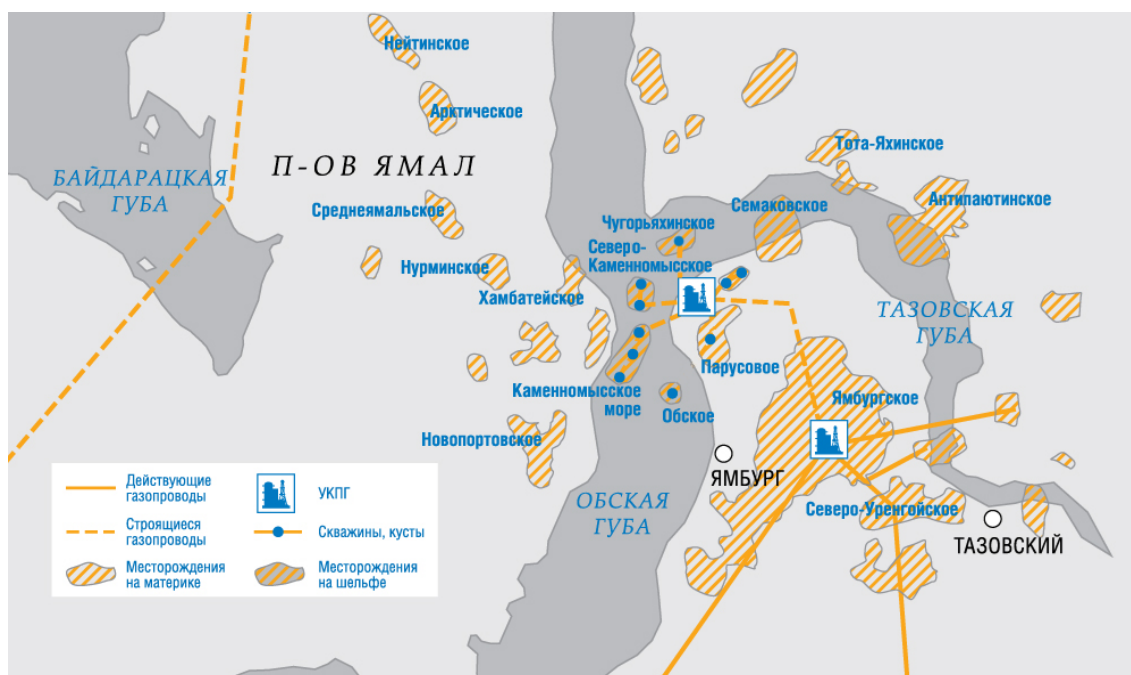 Нейтинское
Арктическое
Тота-Яхинское
П-ОВ ЯМАЛ
БАЙДАРАЦКАЯ
ГУБА
Среднеямальское
Антипаютинское
Семаковское
Чугорьяхинское
Северо-
Каменномысское
Нурминское
Хамбатейское
ТАЗОВСКАЯ
ГУБА
Парусовое
Каменномысское
море
Обское
Ямбургское
Новопортовское
ЯМБУРГ
ОБСКАЯ
ГУБА
Северо-Уренгойское
ТАЗОВСКИЙ
Действующие
газопроводы
УКПГ
Строящиеся
газопроводы
Скважины, кусты
Месторождения
на материке
Месторождения
на шельфе